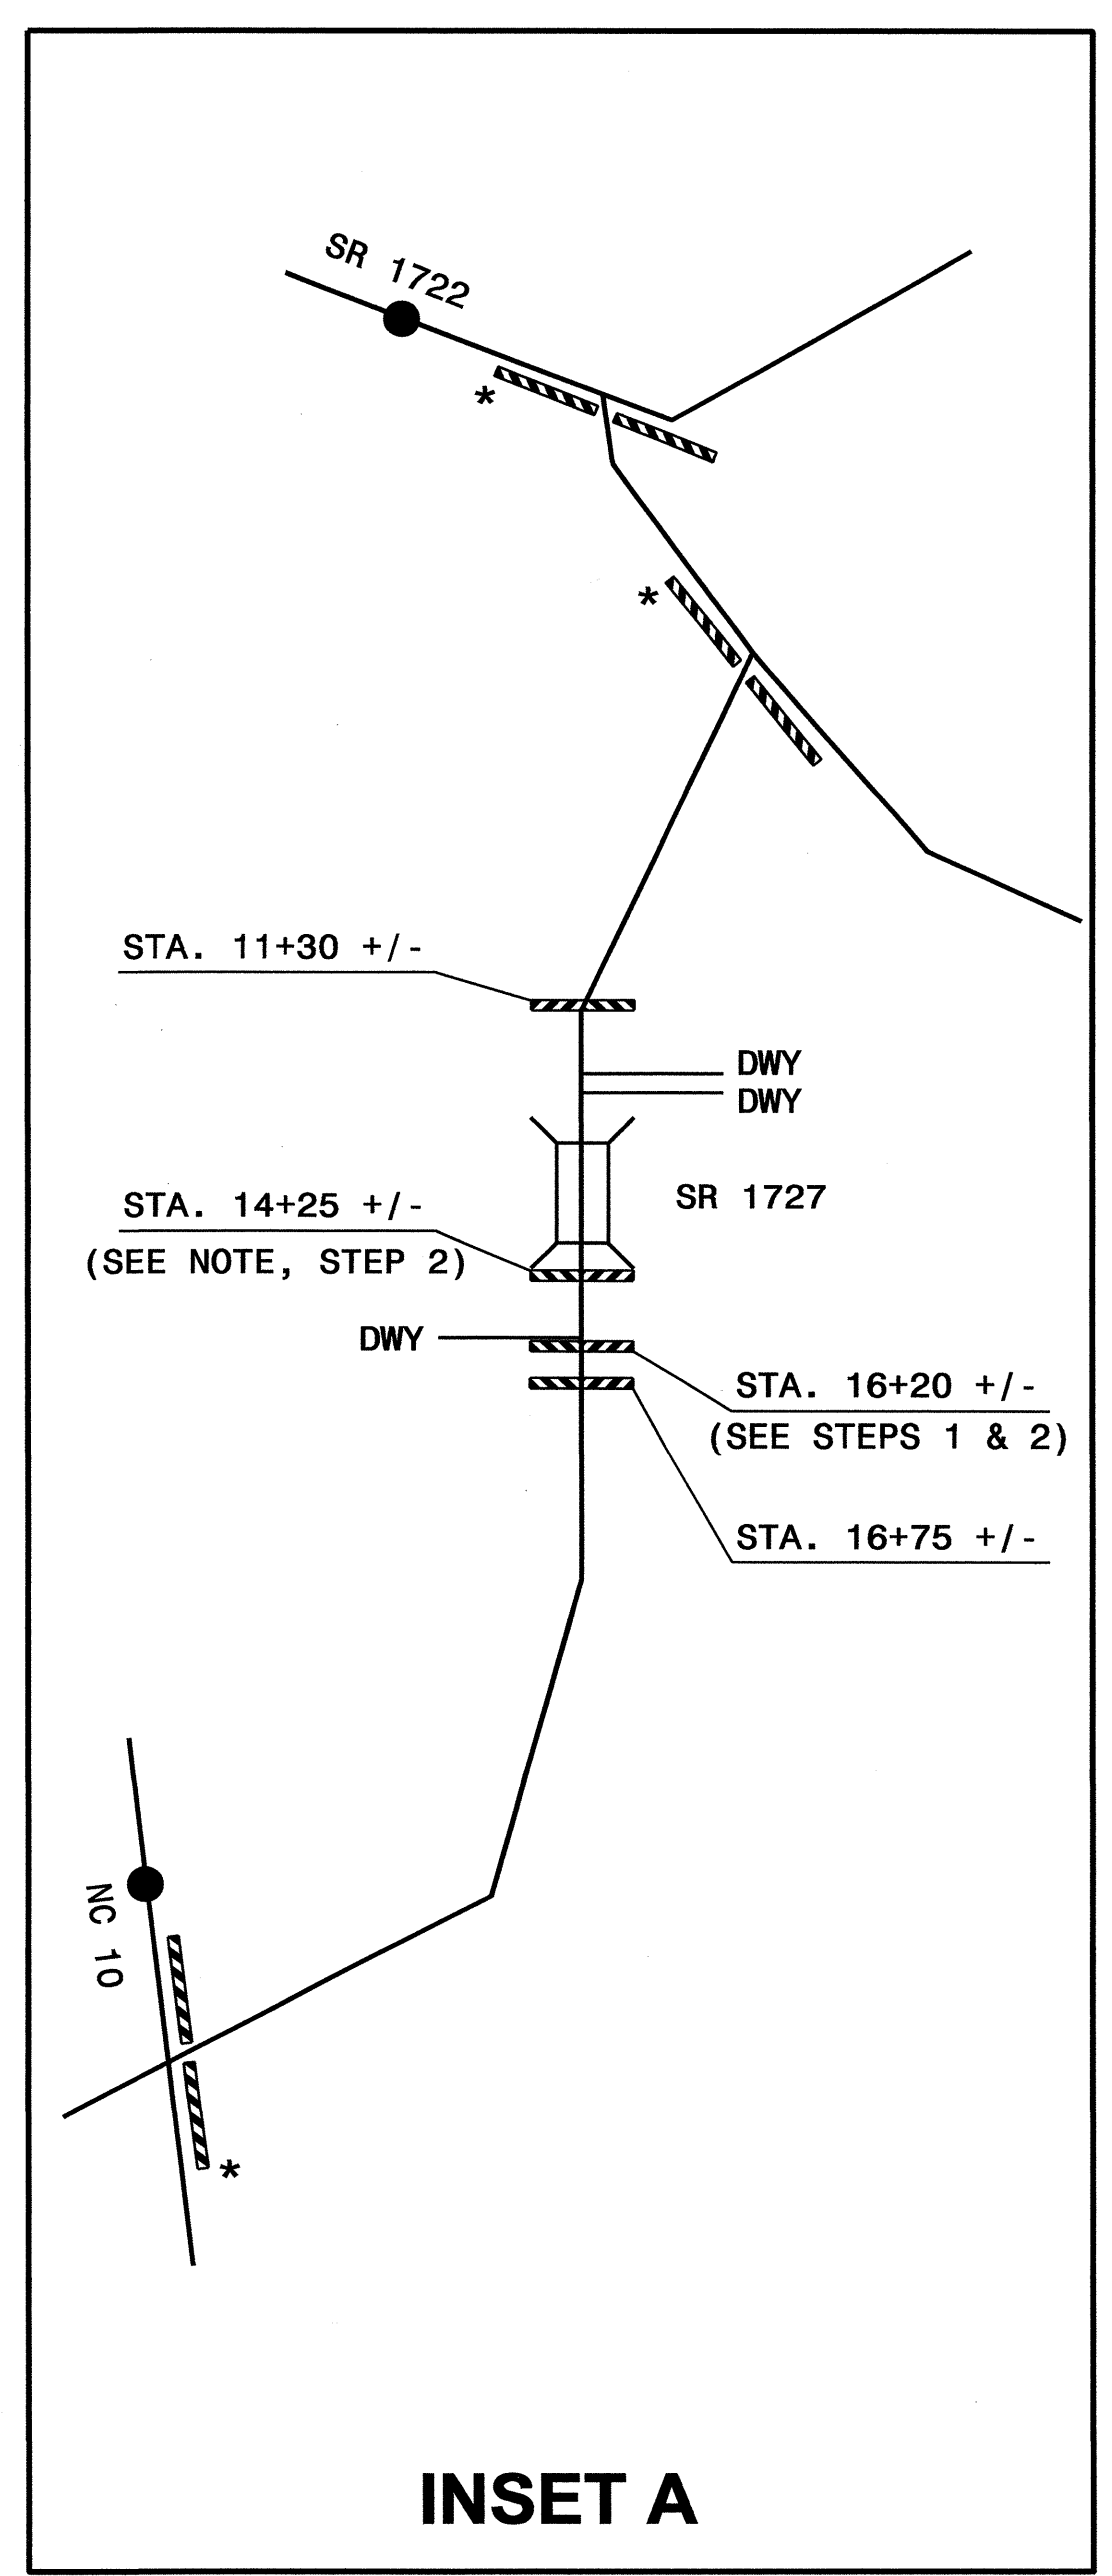 SR 1722
*
*
STA. 11+30 +/-
DWY
DWY
STA. 14+25 +/-
(SEE NOTE, STEP 2)
SR 1727
DWY
STA. 16+20 +/-
(SEE STEPS 1 & 2)
STA. 16+75 +/-
NC 10
*
INSET A